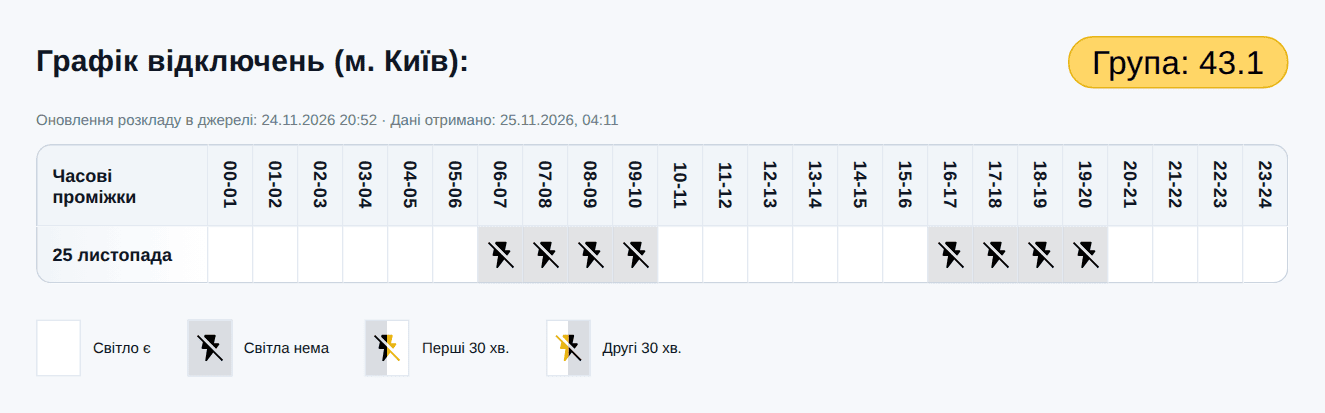 Графік відключень (м. Київ):
Група: 43.1
Оновлення розкладу в джерелі: 24.11.2026 20:52 · Дані отримано: 25.11.2026, 04:11
Часові
проміжки
00-01
01-02
02-03
03-04
04-05
05-06
06-07
07-08
08-09
09-10
10-11
11-12
12-13
13-14
14-15
15-16
16-17
17-18
18-19
19-20
20-21
21-22
22-23
23-24
25 листопада
Світло є
Світла нема
Перші 30 хв.
Другі 30 хв.